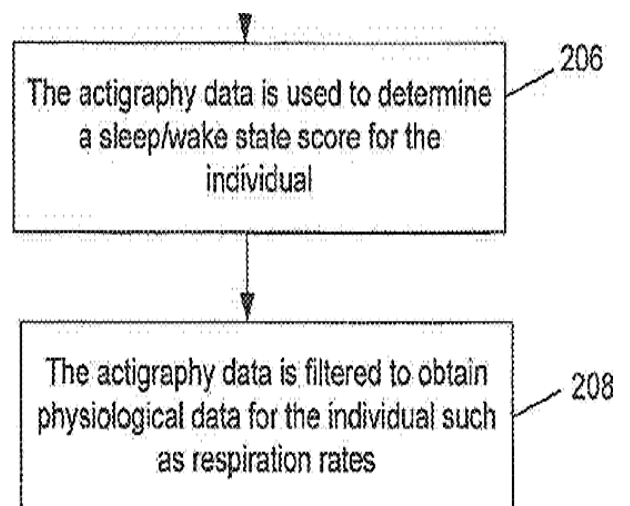 206
The actigraphy data is used to determine
a sleep/wake state score for the
individual
The actigraphy data is filtered to obtain
physiological data for the individual such
as respiration rates
208